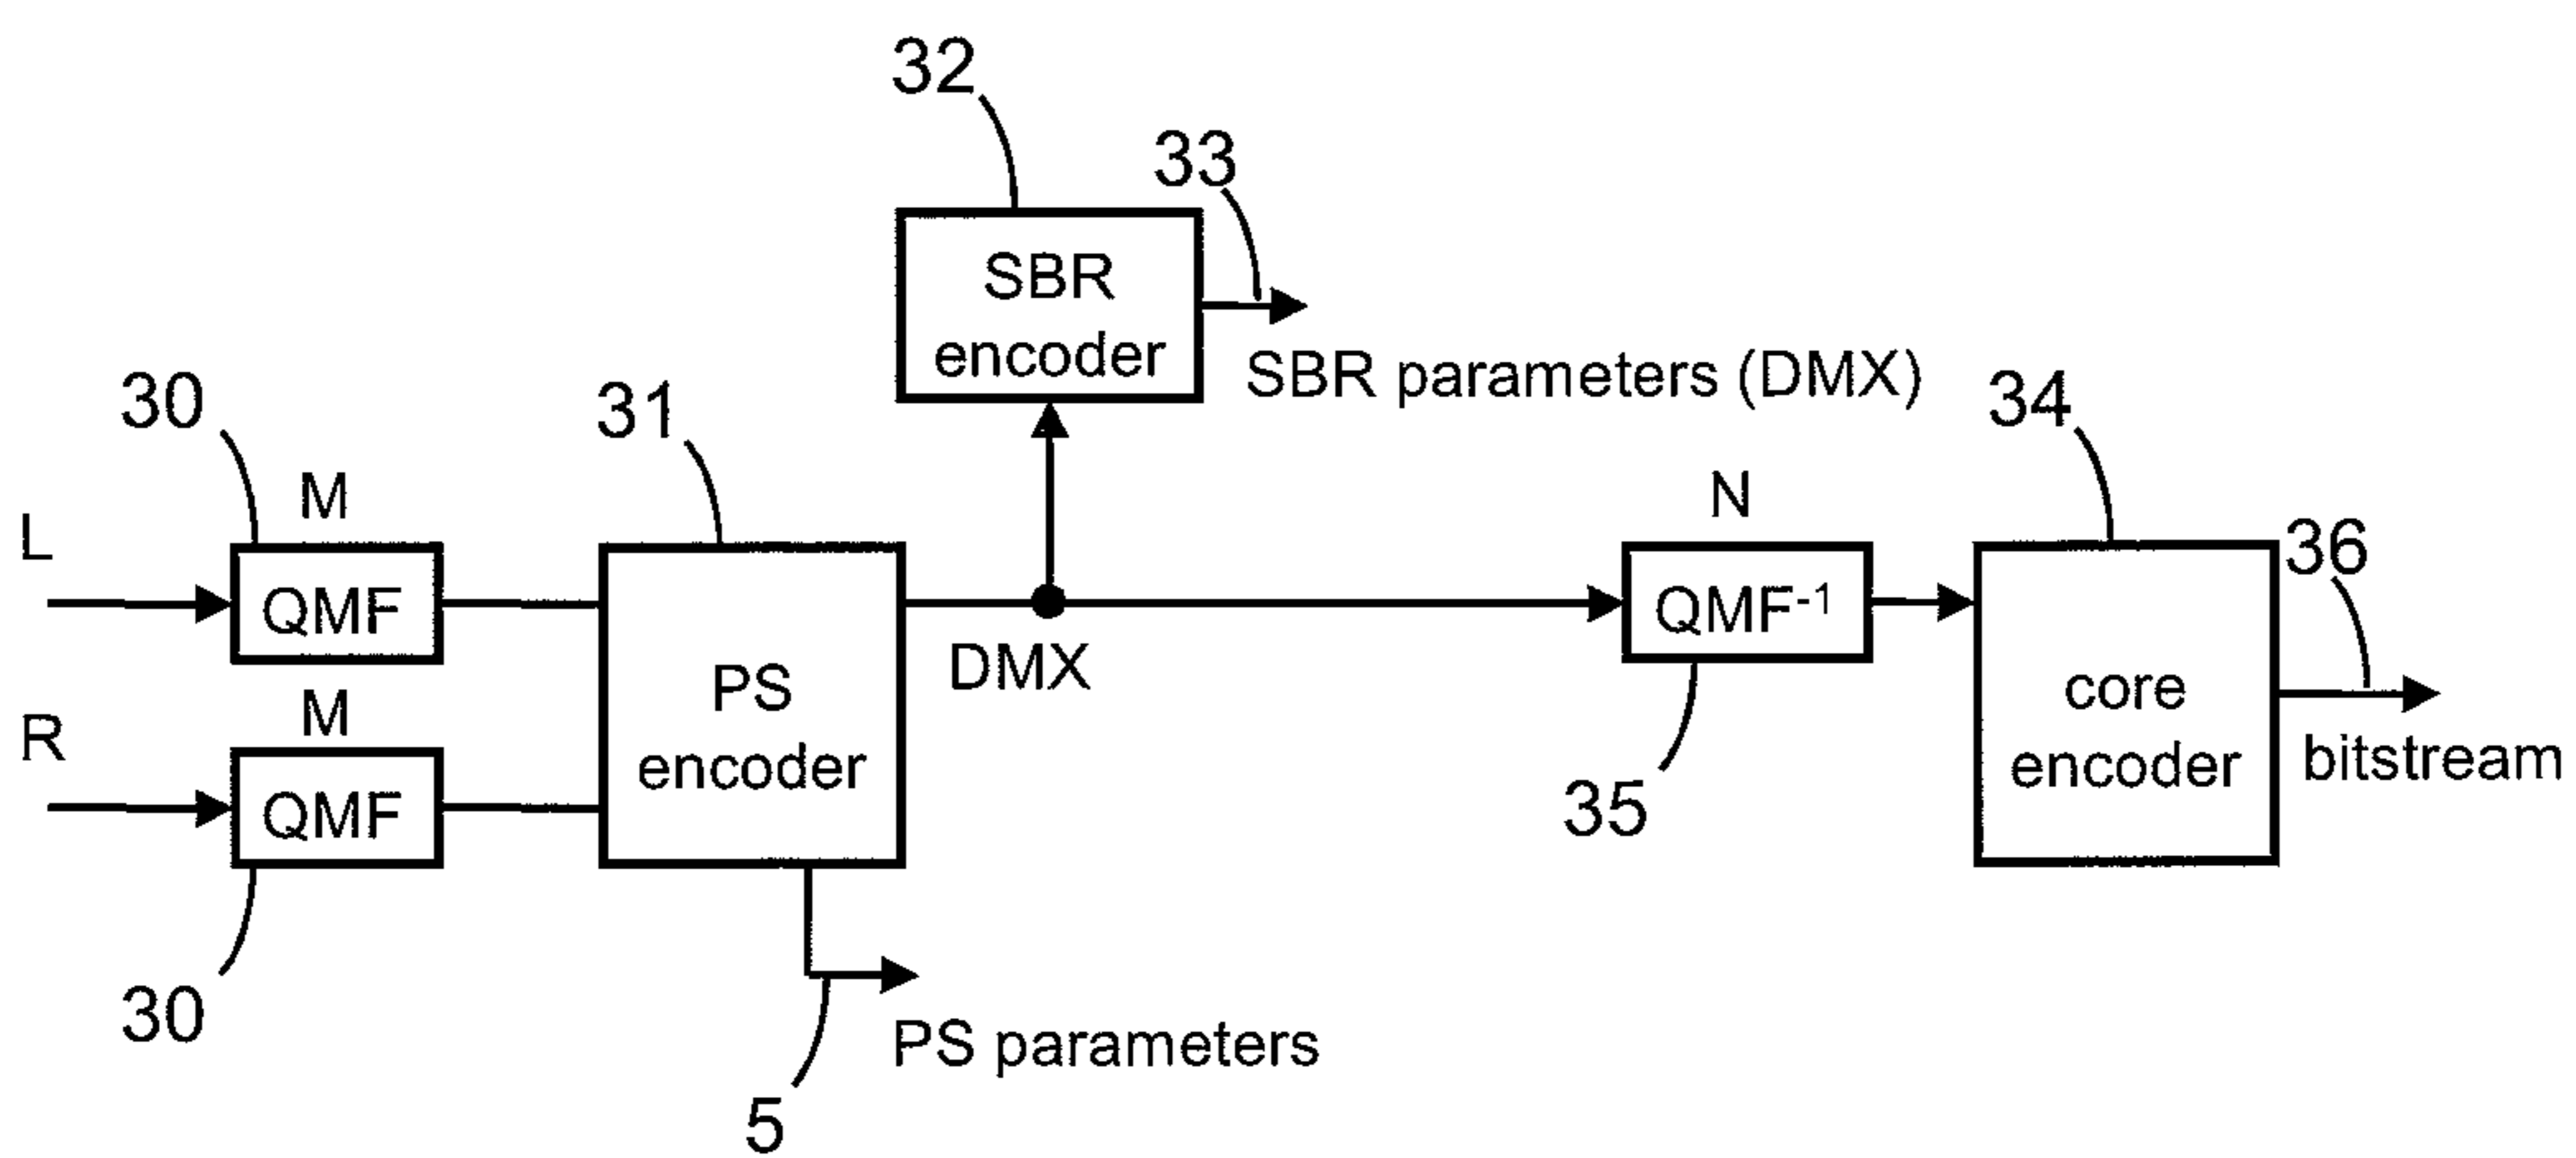 32
33
SBR
encoder
SBR parameters (DMX)
30
31
34
M
N
L
QMF
QMF-1
36
DMX
PS
encoder
core
encoder
R
M
QMF
bitstream
35
30
PS parameters
5